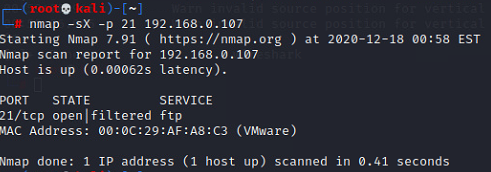 (root💀kali)-[~]
# nmap -sX -p 21 192.168.0.107
Starting Nmap 7.91 ( https://nmap.org ) at 2020-12-18 00:58 EST
Nmap scan report for 192.168.0.107
Host is up (0.00062s latency).
PORT   STATE         SERVICE
21/tcp open|filtered ftp
MAC Address: 00:0C:29:AF:A8:C3 (VMware)
Nmap done: 1 IP address (1 host up) scanned in 0.41 seconds